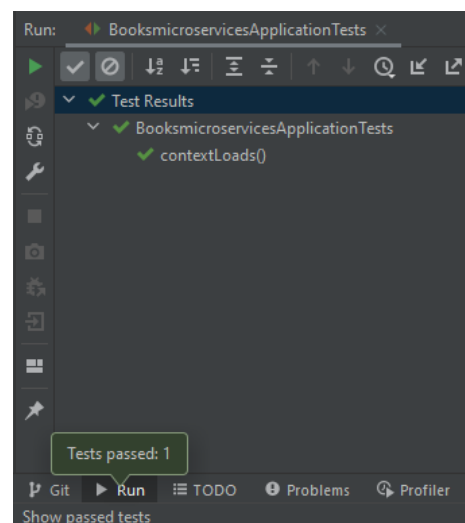 Run: BooksmicroservicesApplicationTests
Test Results
BooksmicroservicesApplicationTests
contextLoads()
Tests passed: 1
Git Run TODO Problems Profiler
Show passed tests